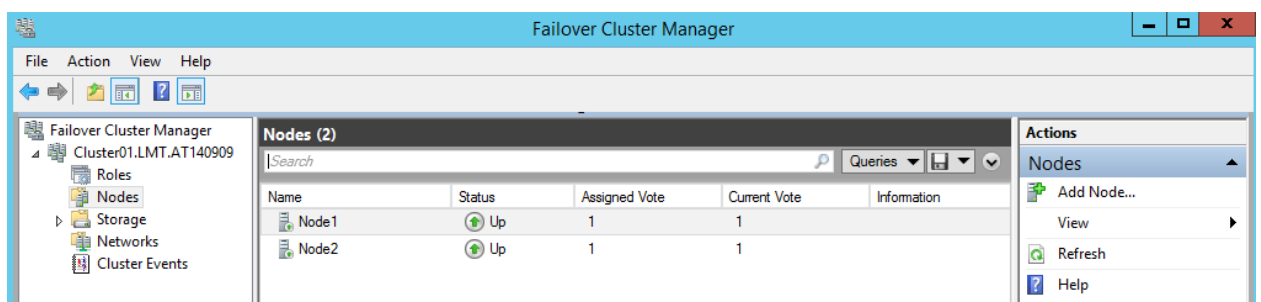 Failover Cluster Manager
File Action View Help
Failover Cluster Manager
Cluster01.LMT.AT140909
Roles
Nodes
Storage
Networks
Cluster Events
Nodes (2)
Search Queries
Name Status Assigned Vote Current Vote Information
Node1 Up 1 1
Node2 Up 1 1
Actions
Nodes
Add Node...
View
Refresh
Help